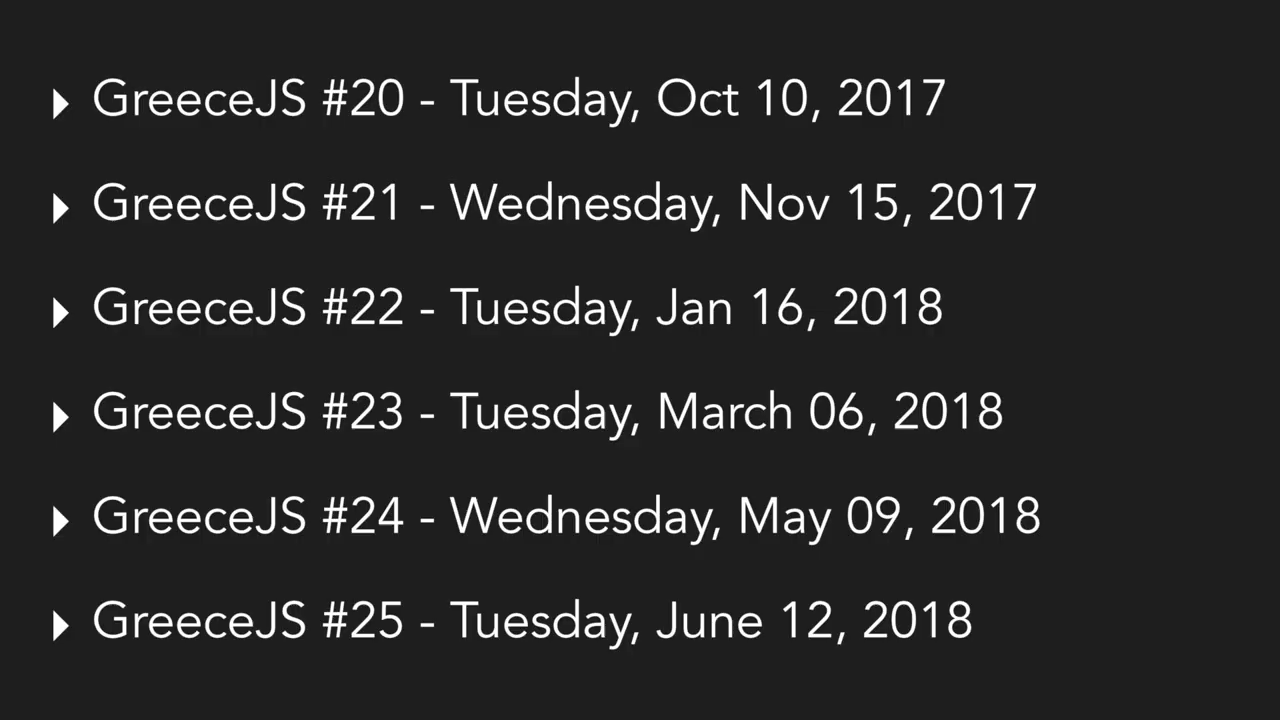 GreeceJS #20 - Tuesday, Oct 10, 2017
GreeceJS #21 - Wednesday, Nov 15, 2017
GreeceJS #22 - Tuesday, Jan 16, 2018
GreeceJS #23 - Tuesday, March 06, 2018
GreeceJS #24 - Wednesday, May 09, 2018
GreeceJS #25 - Tuesday, June 12, 2018